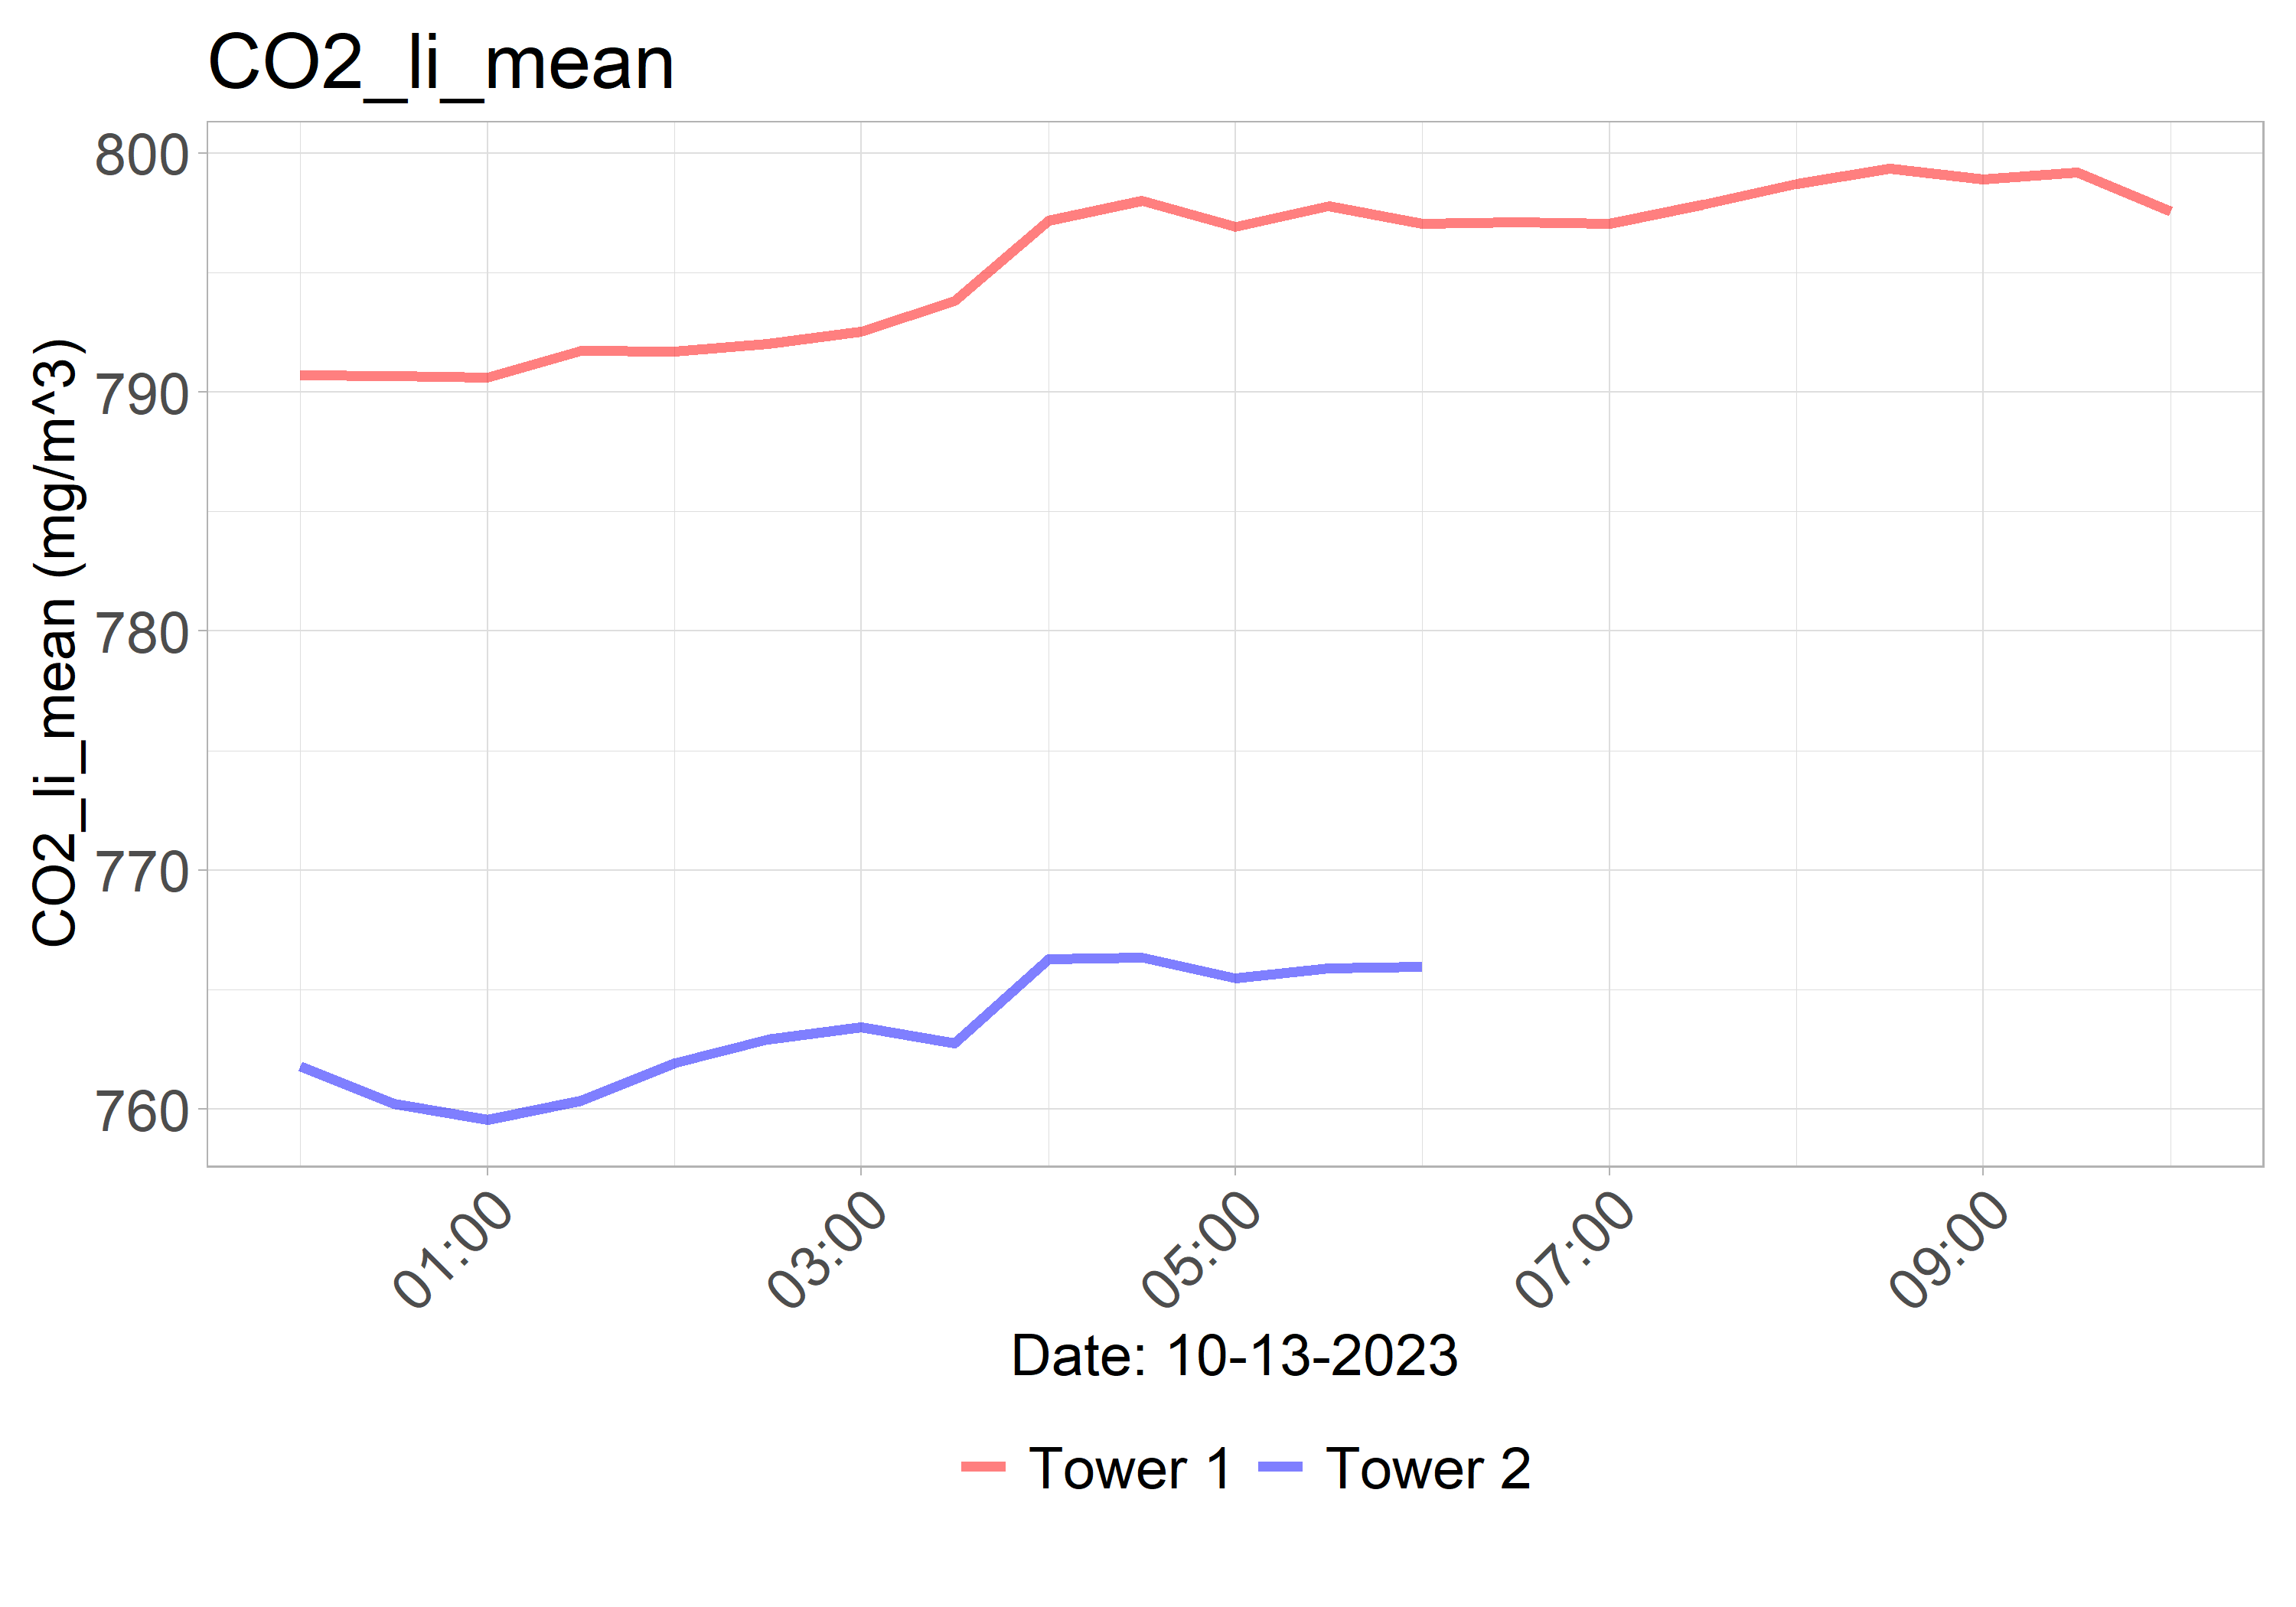 CO2_li_mean
CO2_li_mean (mg/m^3)
800
790
780
770
760
01:00
03:00
05:00
07:00
09:00
Date: 10-13-2023
Tower 1
Tower 2